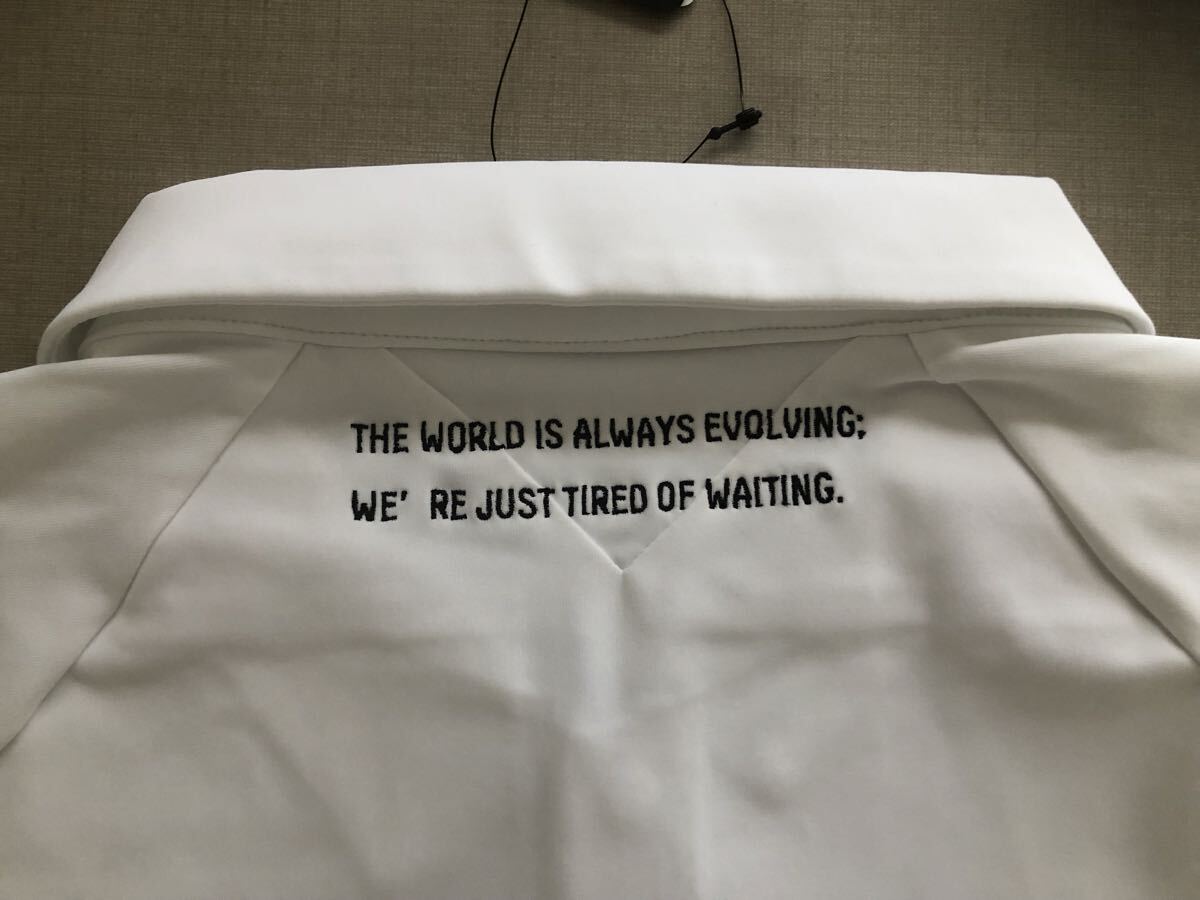 THE WORLD IS ALWAYS EVOLVING;
WE' RE JUST TIRED OF WAITING.